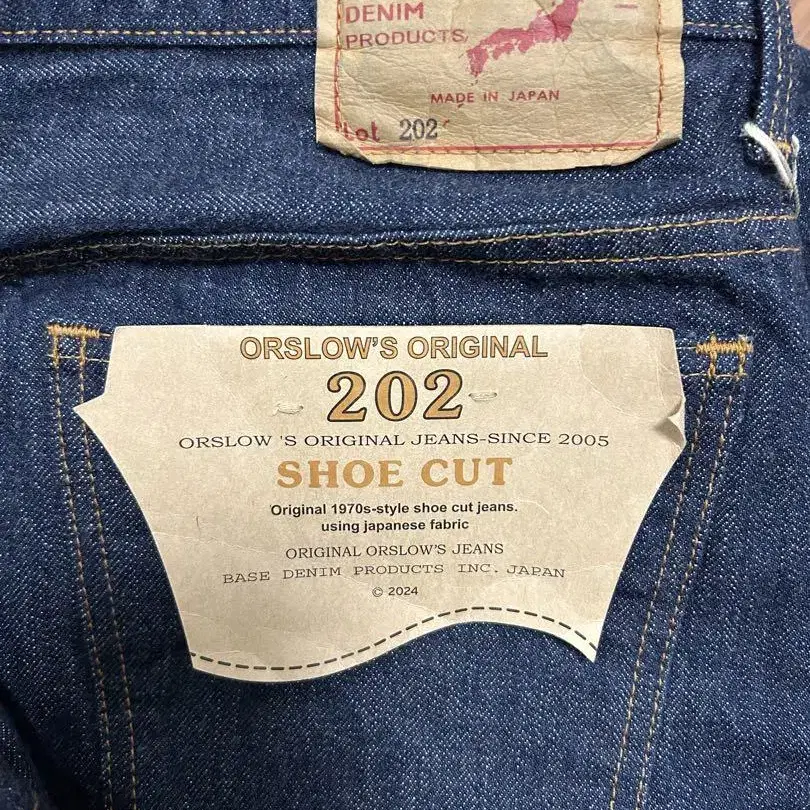 DENIM
PRODUCTS
MADE IN JAPAN
Lot 202
ORSLOW'S ORIGINAL
202
ORSLOW 'S ORIGINAL JEANS-SINCE 2005
SHOE CUT
Original 1970s-style shoe cut jeans.
using japanese fabric
ORIGINAL ORSLOW'S JEANS
BASE DENIM PRODUCTS INC. JAPAN
© 2024